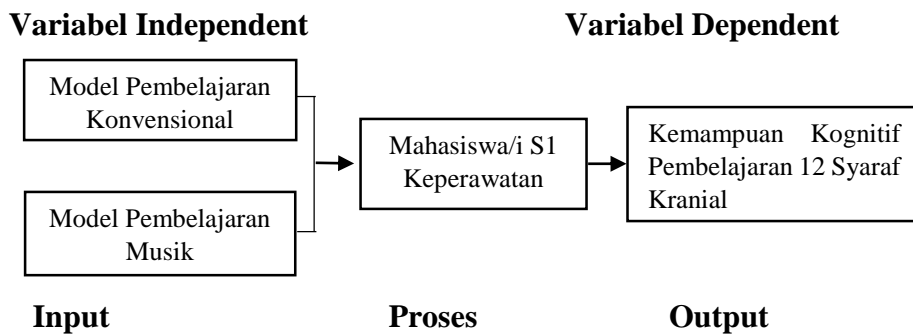 Variabel Independent
Variabel Dependent
Model Pembelajaran
Konvensional
Model Pembelajaran
Musik
Mahasiswa/i S1
Keperawatan
Kemampuan Kognitif
Pembelajaran 12 Syaraf
Kranial
Input
Proses
Output